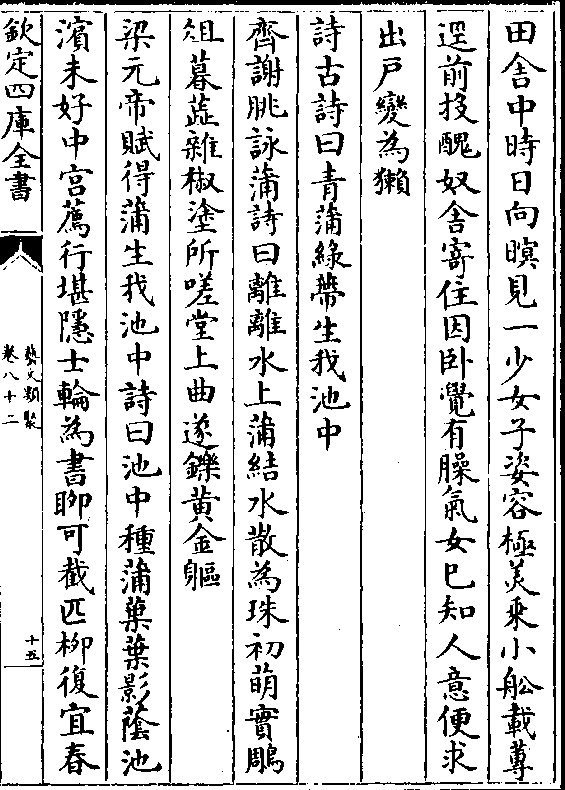 田舍中時日向暝見一少女子姿容極美乘小舩載蓴
逕前投醜奴舍寄住因卧覺有臊氣女已知人意便求
出戶變為獺
詩古詩曰青蒲綠蔕生我池中
齊謝朓詠蒲詩曰離離水上蒲結水散為珠初萌實雕
俎暮蘂雜椒塗所嗟堂上曲遂鑠黃金軀
梁元帝賦得蒲生我池中詩曰池中種蒲葉葉影蔭池
濱未好中宮薦行堪隱士輪為書聊可截匹栁復宜春
欽定四庫全書
藝文類聚
卷八十二
十五